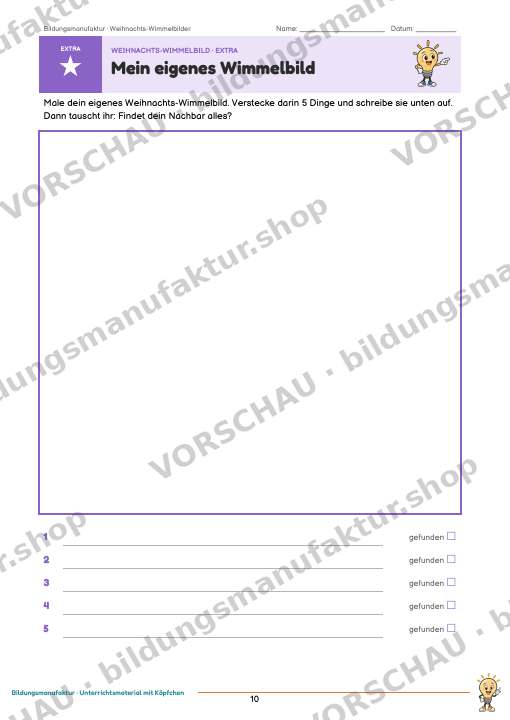 Bildungsmanufaktur · Weihnachts-Wimmelbilder
Name: Datum:
EXTRA
WEIHNACHTS-WIMMELBILD · EXTRA
Mein eigenes Wimmelbild
Male dein eigenes Weihnachts-Wimmelbild. Verstecke darin 5 Dinge und schreibe sie unten auf.
Dann tauscht ihr: Findet dein Nachbar alles?
VORSCHAU · bildungsmanufaktur.shop
1 gefunden
2 gefunden
3 gefunden
4 gefunden
5 gefunden
Bildungsmanufaktur · Unterrichtsmaterial mit Köpfchen
10